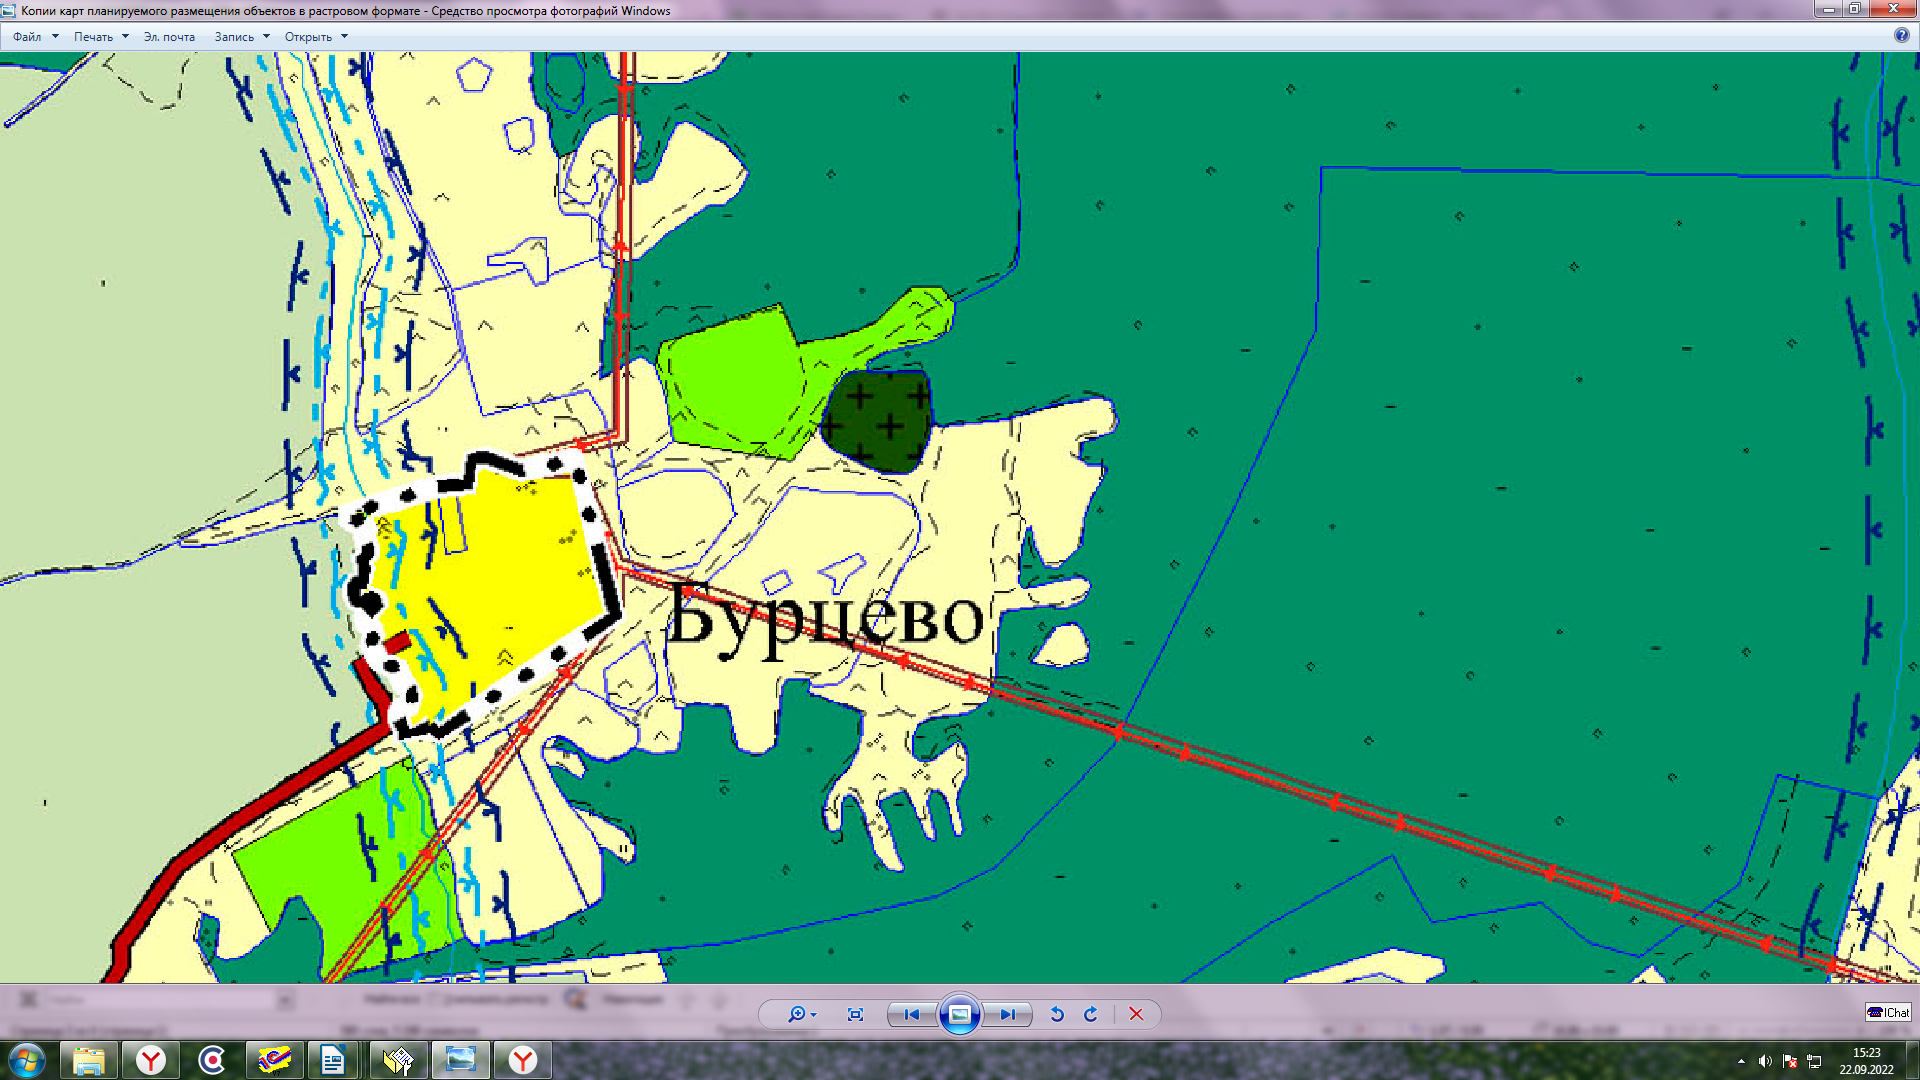 Копии карт планируемого размещения объектов в растровом формате - Средство просмотра фотографий Windows
Файл Печать Эл. почта Запись Открыть
Бурцево
IChat
15:23
22.09.2022